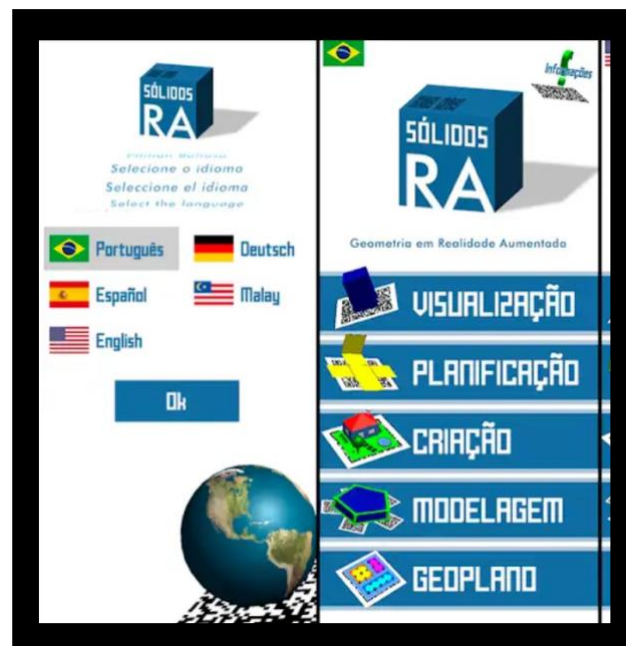 SÓLIDOS
RA
Selecione o idioma
Seleccione el idioma
Select the language
Português
Deutsch
Español
Malay
English
Ok
Informações
SÓLIDOS
RA
Geometria em Realidade Aumentada
VISUALIZAÇÃO
PLANIFICAÇÃO
CRIAÇÃO
MODELAGEM
GEOPLANO